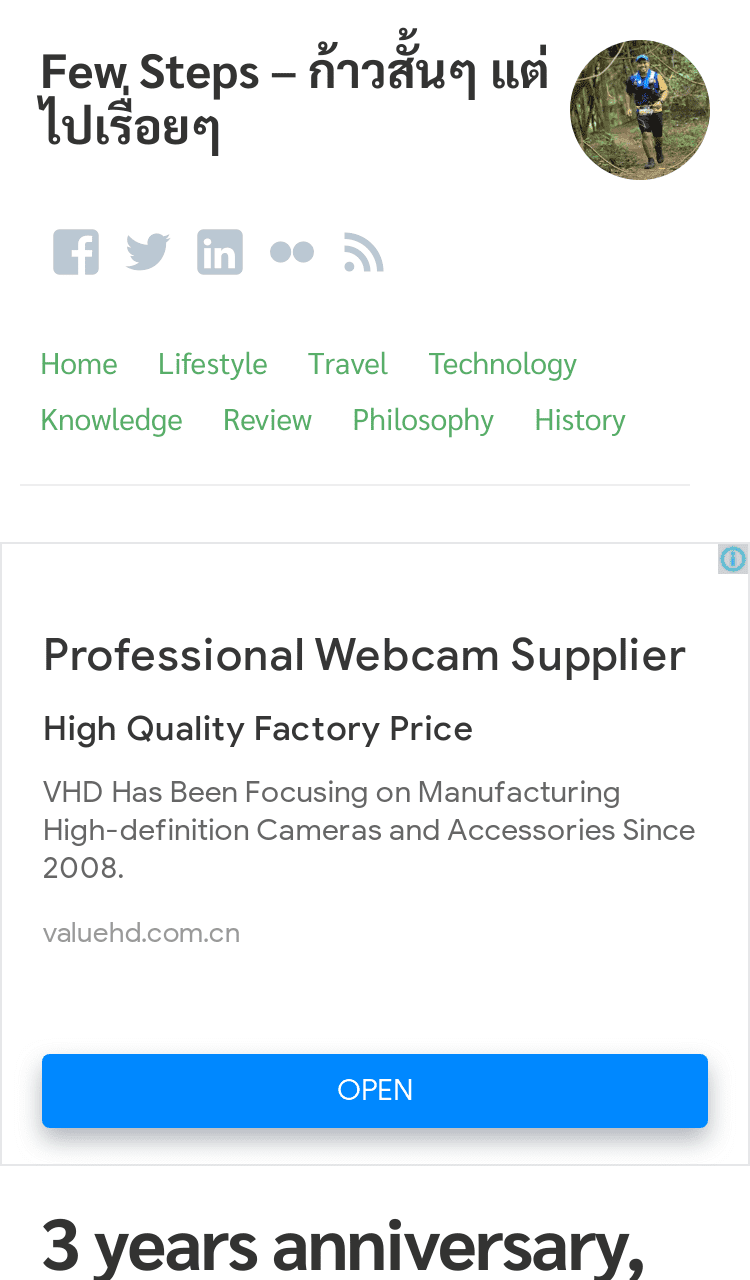 Few Steps – ก้าวสั้นๆ แต่
ไปเรื่อยๆ
Home Lifestyle Travel Technology
Knowledge Review Philosophy History
Professional Webcam Supplier
High Quality Factory Price
VHD Has Been Focusing on Manufacturing
High-definition Cameras and Accessories Since
2008.
valuehd.com.cn
OPEN
3 years anniversary,